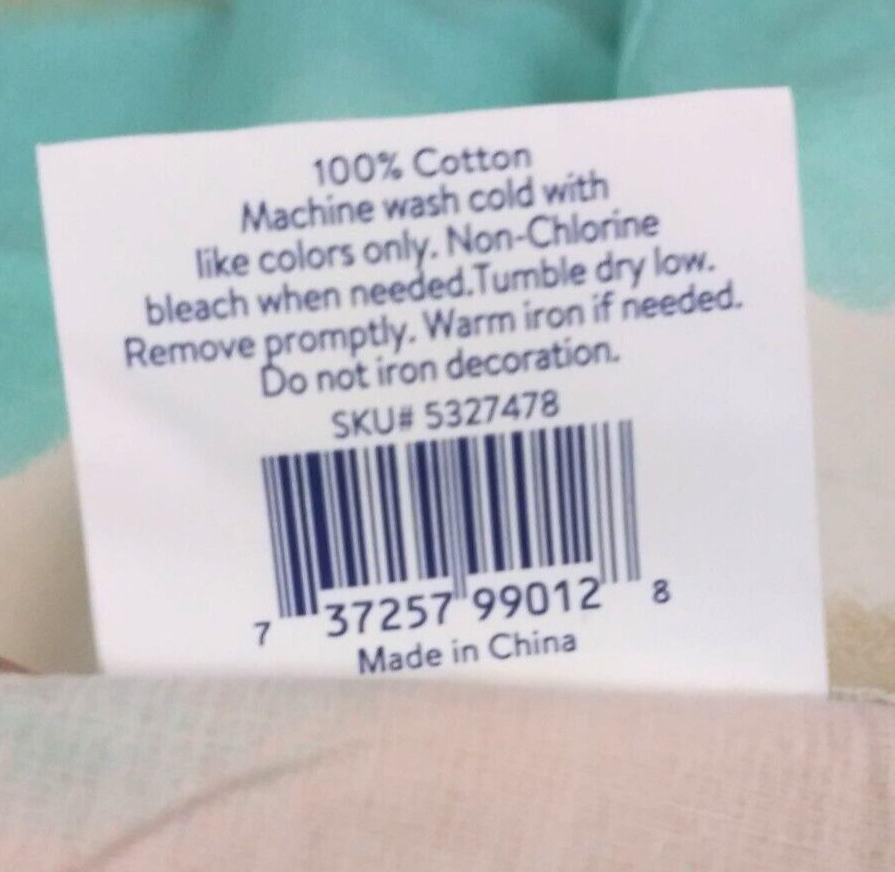 100% Cotton
Machine wash cold with
like colors only. Non-Chlorine
bleach when needed.Tumble dry low.
Remove promptly. Warm iron if needed.
Do not iron decoration.
SKU# 5327478
7 37257 99012 8
Made in China